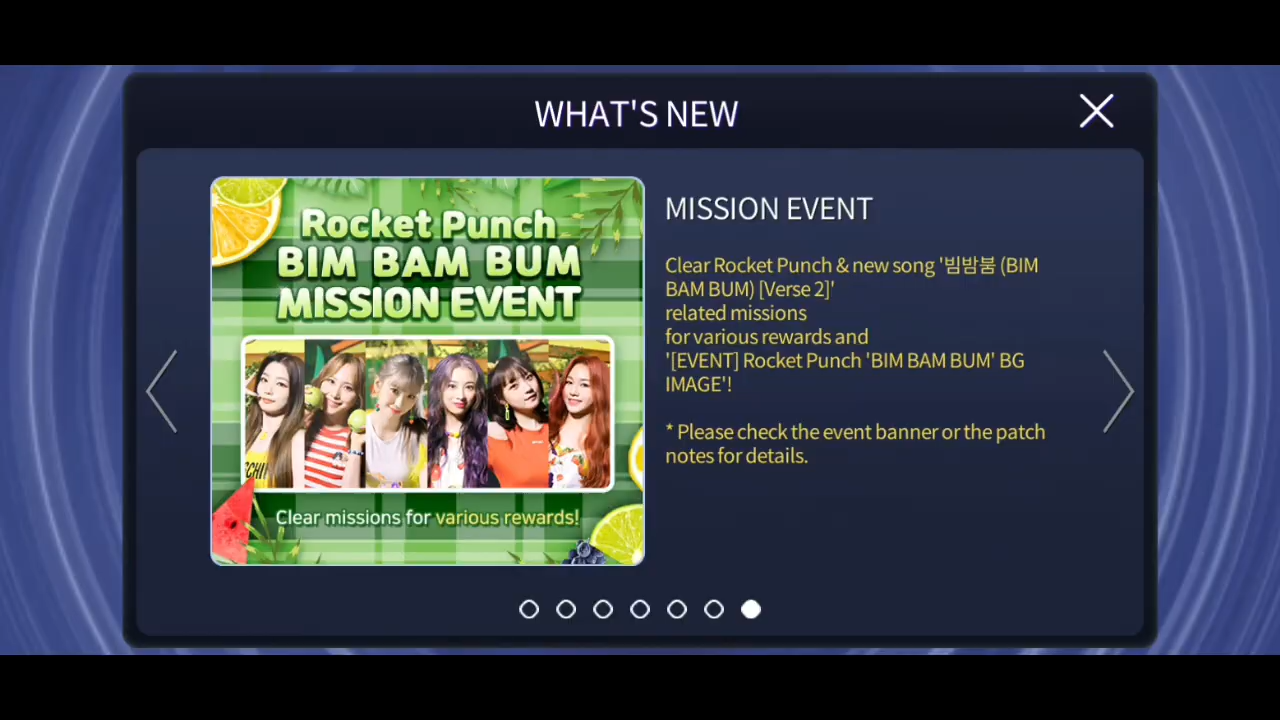 WHAT'S NEW
Rocket Punch
BIM BAM BUM
MISSION EVENT
Clear missions for various rewards!
MISSION EVENT
Clear Rocket Punch & new song '빔밤붐 (BIM
BAM BUM) [Verse 2]'
related missions
for various rewards and
'[EVENT] Rocket Punch 'BIM BAM BUM' BG
IMAGE'!
* Please check the event banner or the patch
notes for details.